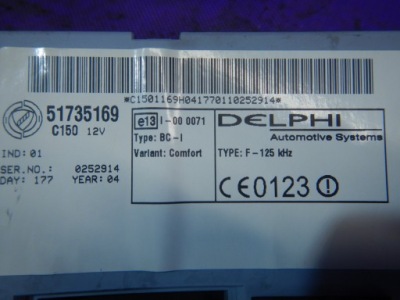 *C1501169H041770110252914*
51735169
C150 12V
IND: 01
SER.NO.: 0252914
DAY: 177 YEAR: 04
e13 I-00 0071
Type: BC-I
Variant: Comfort
DELPHI
Automotive Systems
TYPE: F-125 kHz
CE0123